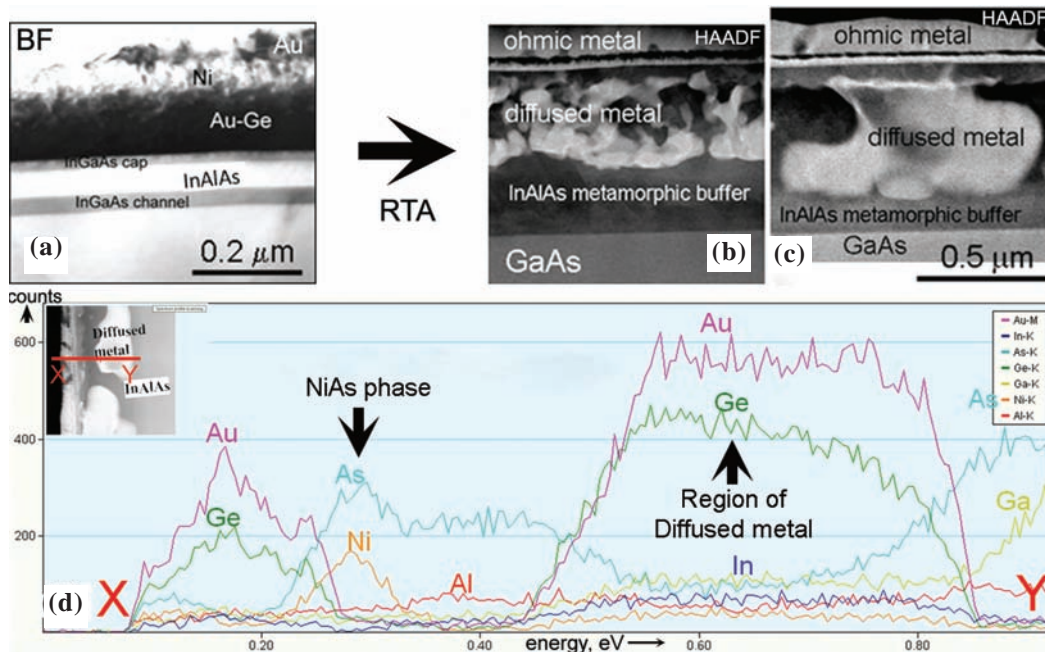 BF
Au
Ni
Au-Ge
InGaAs cap
InAlAs
InGaAs channel
(a)
0.2 µm
RTA
HAADF
ohmic metal
diffused metal
InAlAs metamorphic buffer
GaAs
(b)
HAADF
ohmic metal
diffused metal
InAlAs metamorphic buffer
(c)
GaAs
0.5 µm
counts
600
400
200
Diffused
metal
X
Y
InAlAs
NiAs phase
Au
Ge
As
Ni
Al
Au
Ge
Region of
Diffused metal
In
As
Ga
Au-M
In-K
As-K
Ge-K
Ga-K
Ni-K
Al-K
(d)
X
Y
0.20
0.40
0.60
0.80
energy, eV